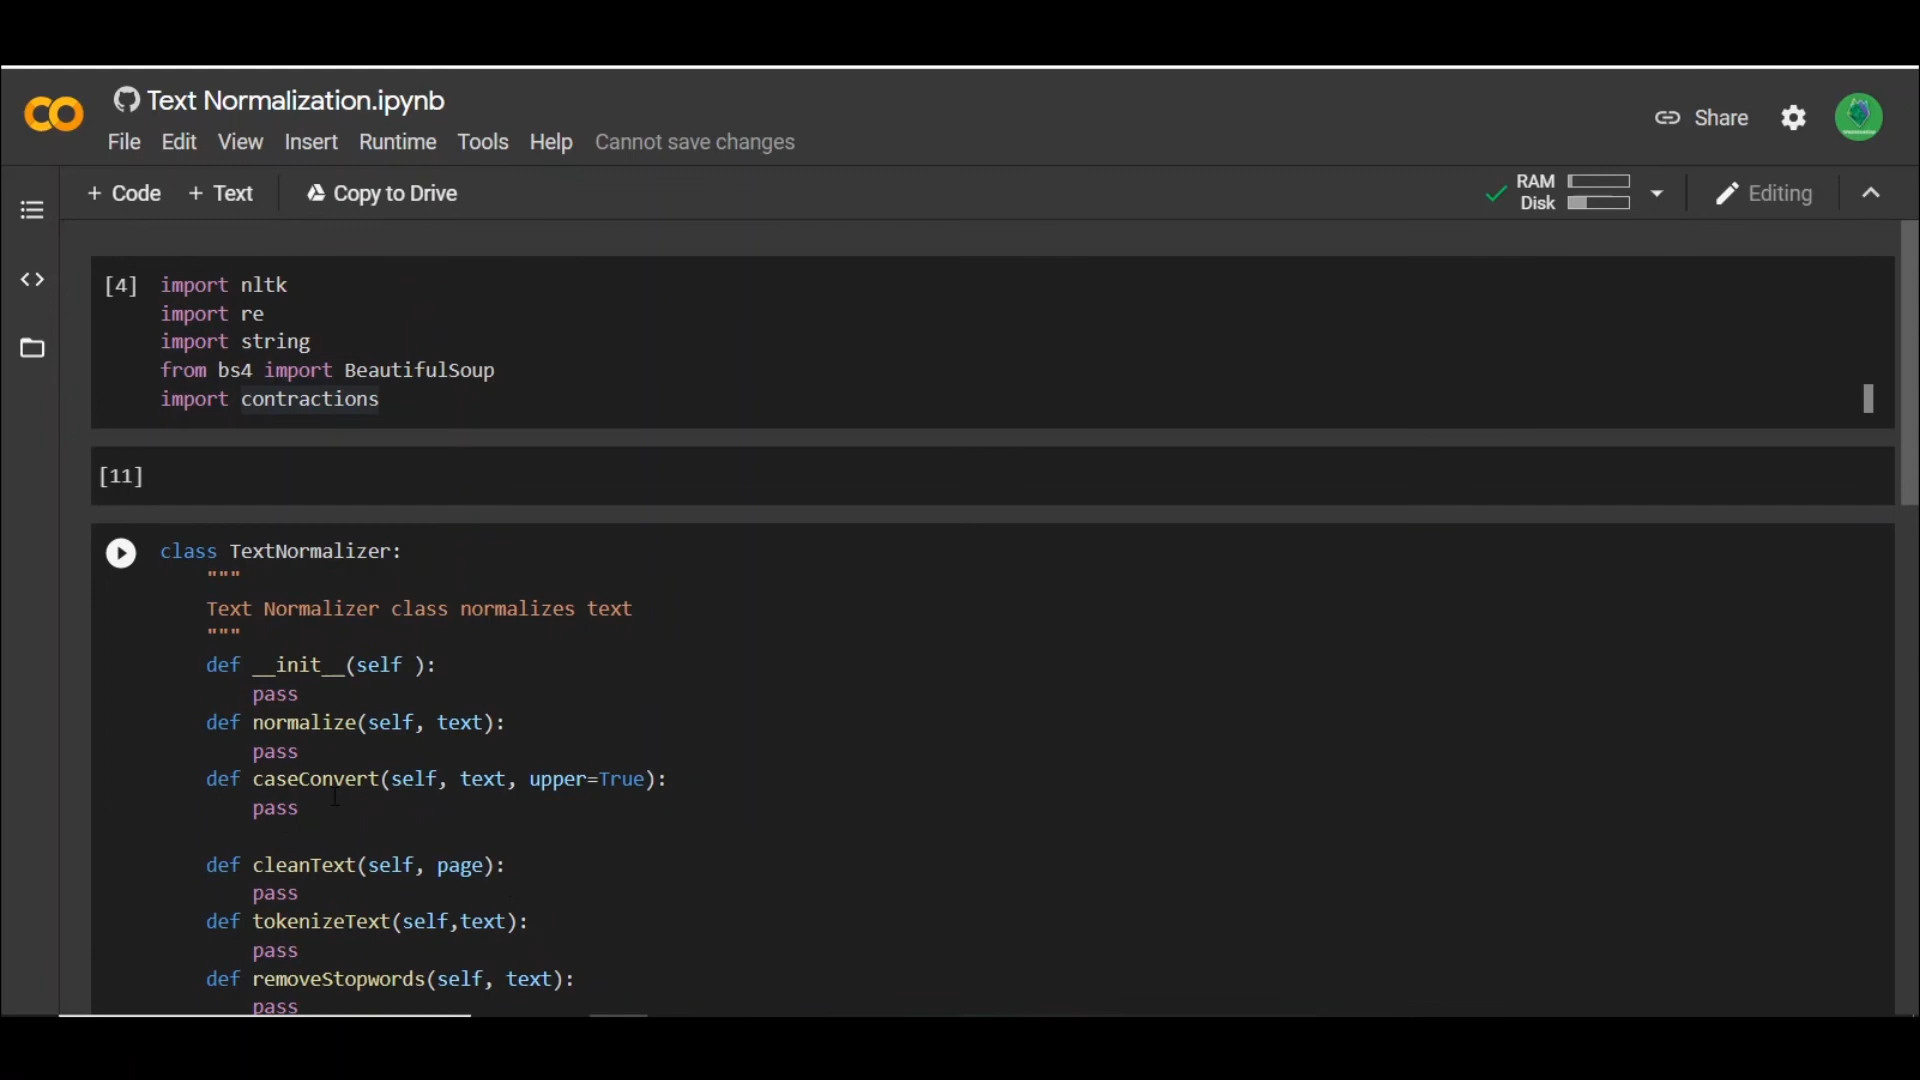 Text Normalization.ipynb
File Edit View Insert Runtime Tools Help Cannot save changes
Share
+ Code + Text Copy to Drive
RAM
Disk
Editing
[4] import nltk
import re
import string
from bs4 import BeautifulSoup
import contractions
[11]
class TextNormalizer:
"""
Text Normalizer class normalizes text
"""
def __init__(self ):
pass
def normalize(self, text):
pass
def caseConvert(self, text, upper=True):
pass
def cleanText(self, page):
pass
def tokenizeText(self,text):
pass
def removeStopwords(self, text):
pass